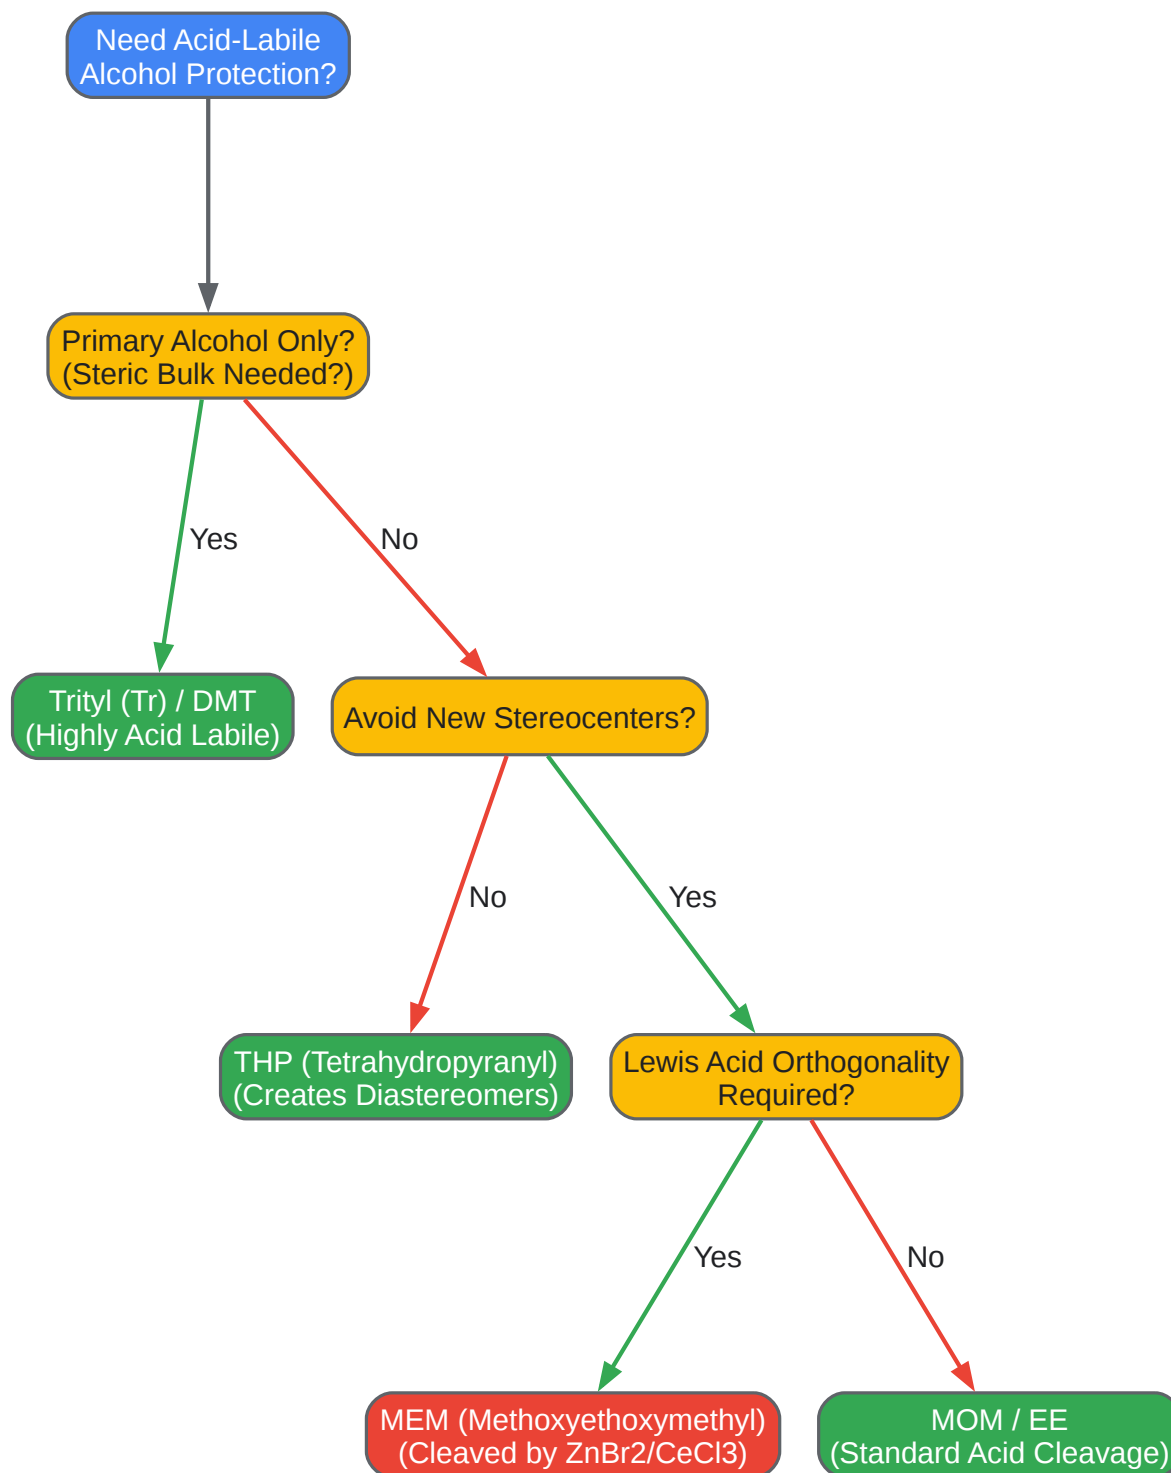 Need Acid-Labile
Alcohol Protection?
Primary Alcohol Only?
(Steric Bulk Needed?)
Yes
No
Trityl (Tr) / DMT
(Highly Acid Labile)
Avoid New Stereocenters?
No
Yes
THP (Tetrahydropyranyl)
(Creates Diastereomers)
Lewis Acid Orthogonality
Required?
Yes
No
MEM (Methoxyethoxymethyl)
(Cleaved by ZnBr2/CeCl3)
MOM / EE
(Standard Acid Cleavage)